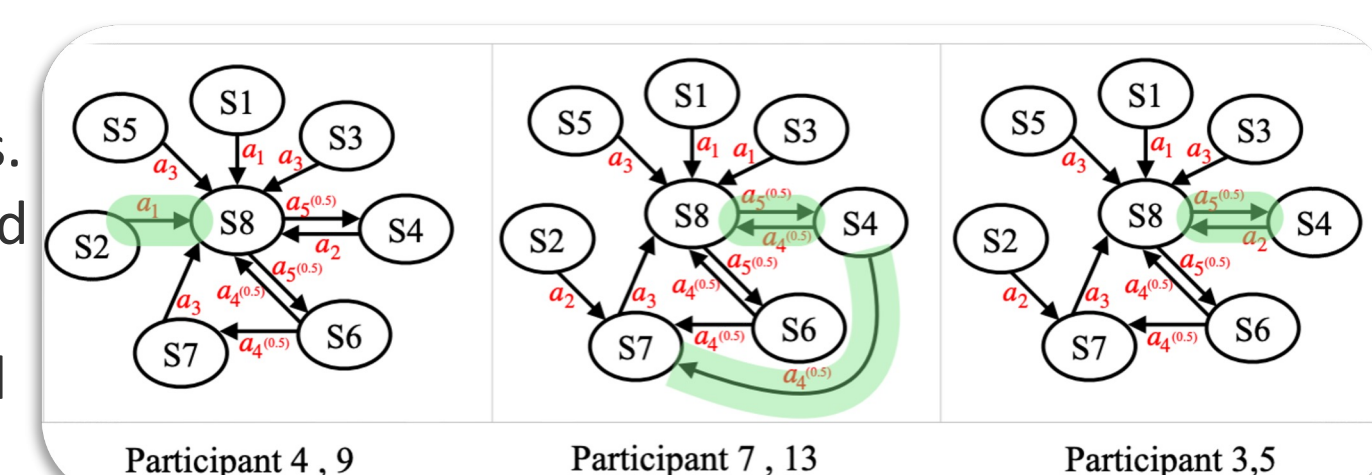 s.
d
l
S1
S5
S3
a₃
a₁
a₃
a₁
S8
a₅(0.5)
a₂
S4
S2
a₅(0.5)
a₄(0.5)
a₃
a₄(0.5)
S7
S6
Participant 4 , 9
S1
S5
S3
a₃
a₁
a₁
S8
a₅(0.5)
a₄(0.5)
S4
S2
a₅(0.5)
a₂
a₃
a₄(0.5)
a₄(0.5)
S7
S6
a₄(0.5)
Participant 7 , 13
S1
S5
S3
a₃
a₁
a₃
S8
a₅(0.5)
a₂
S4
S2
a₅(0.5)
a₂
a₃
a₄(0.5)
a₄(0.5)
S7
S6
Participant 3,5